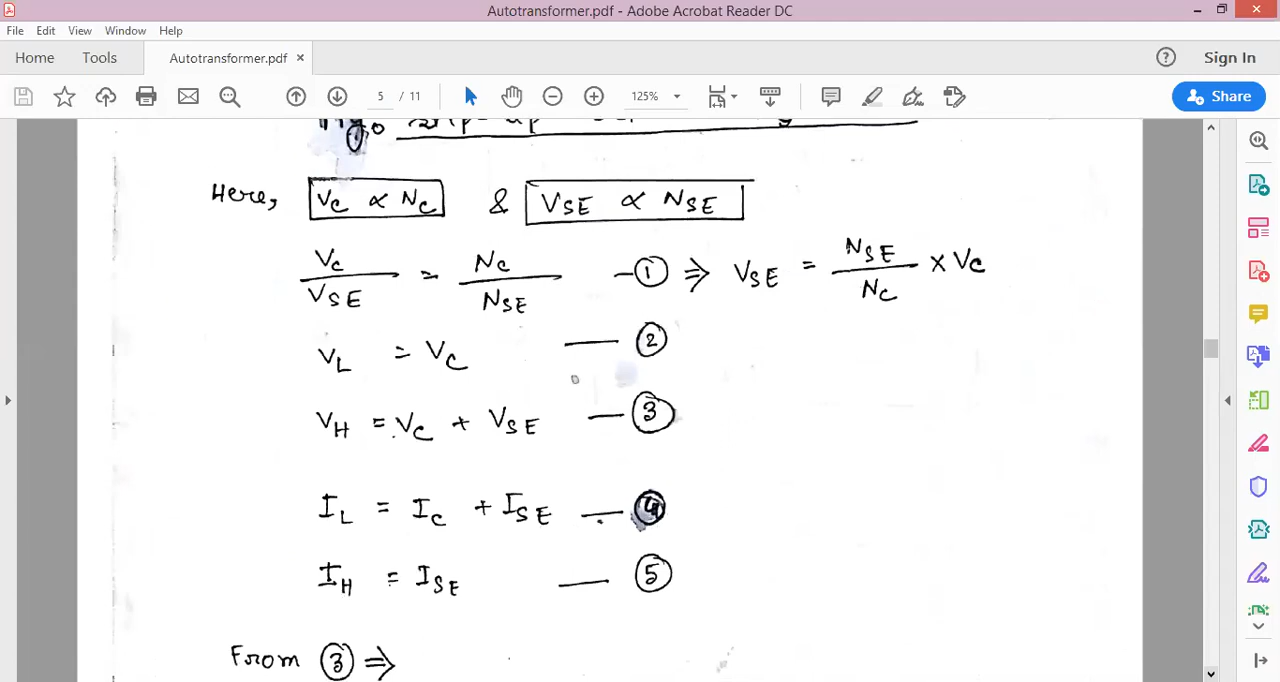 Autotransformer.pdf - Adobe Acrobat Reader DC
File Edit View Window Help
Home Tools Autotransformer.pdf × Sign In
5 / 11 125% Share
Here, VC ∝ NC & VSE ∝ NSE
VC / VSE = NC / NSE — ① ⇒ VSE = NSE / NC × VC
VL = VC — ②
VH = VC + VSE — ③
IL = IC + ISE — ④
IH = ISE — ⑤
From ③ ⇒